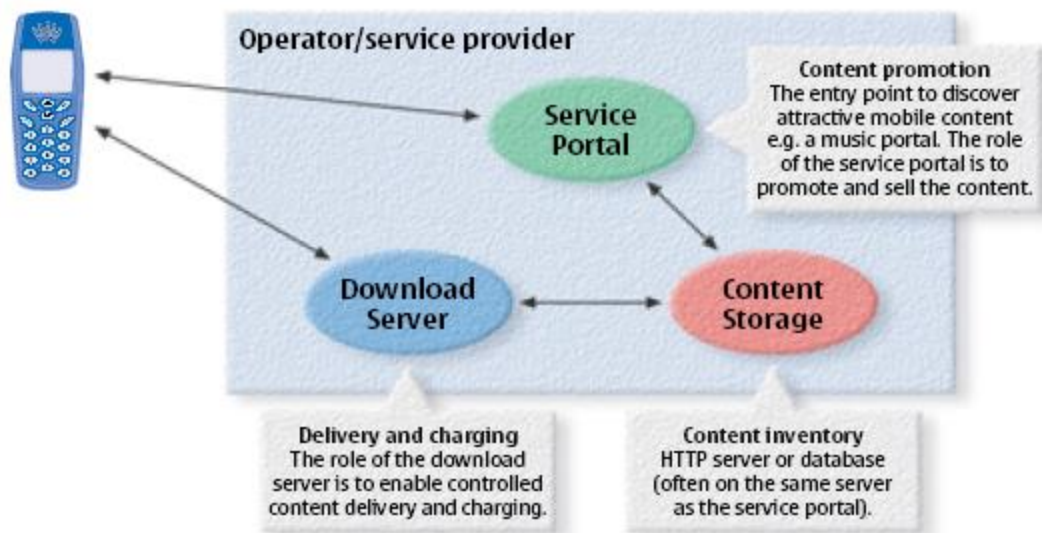 Operator/service provider
Content promotion
The entry point to discover
attractive mobile content
e.g. a music portal. The role
of the service portal is to
promote and sell the content.
Service
Portal
Download
Server
Content
Storage
Delivery and charging
The role of the download
server is to enable controlled
content delivery and charging.
Content inventory
HTTP server or database
(often on the same server
as the service portal).